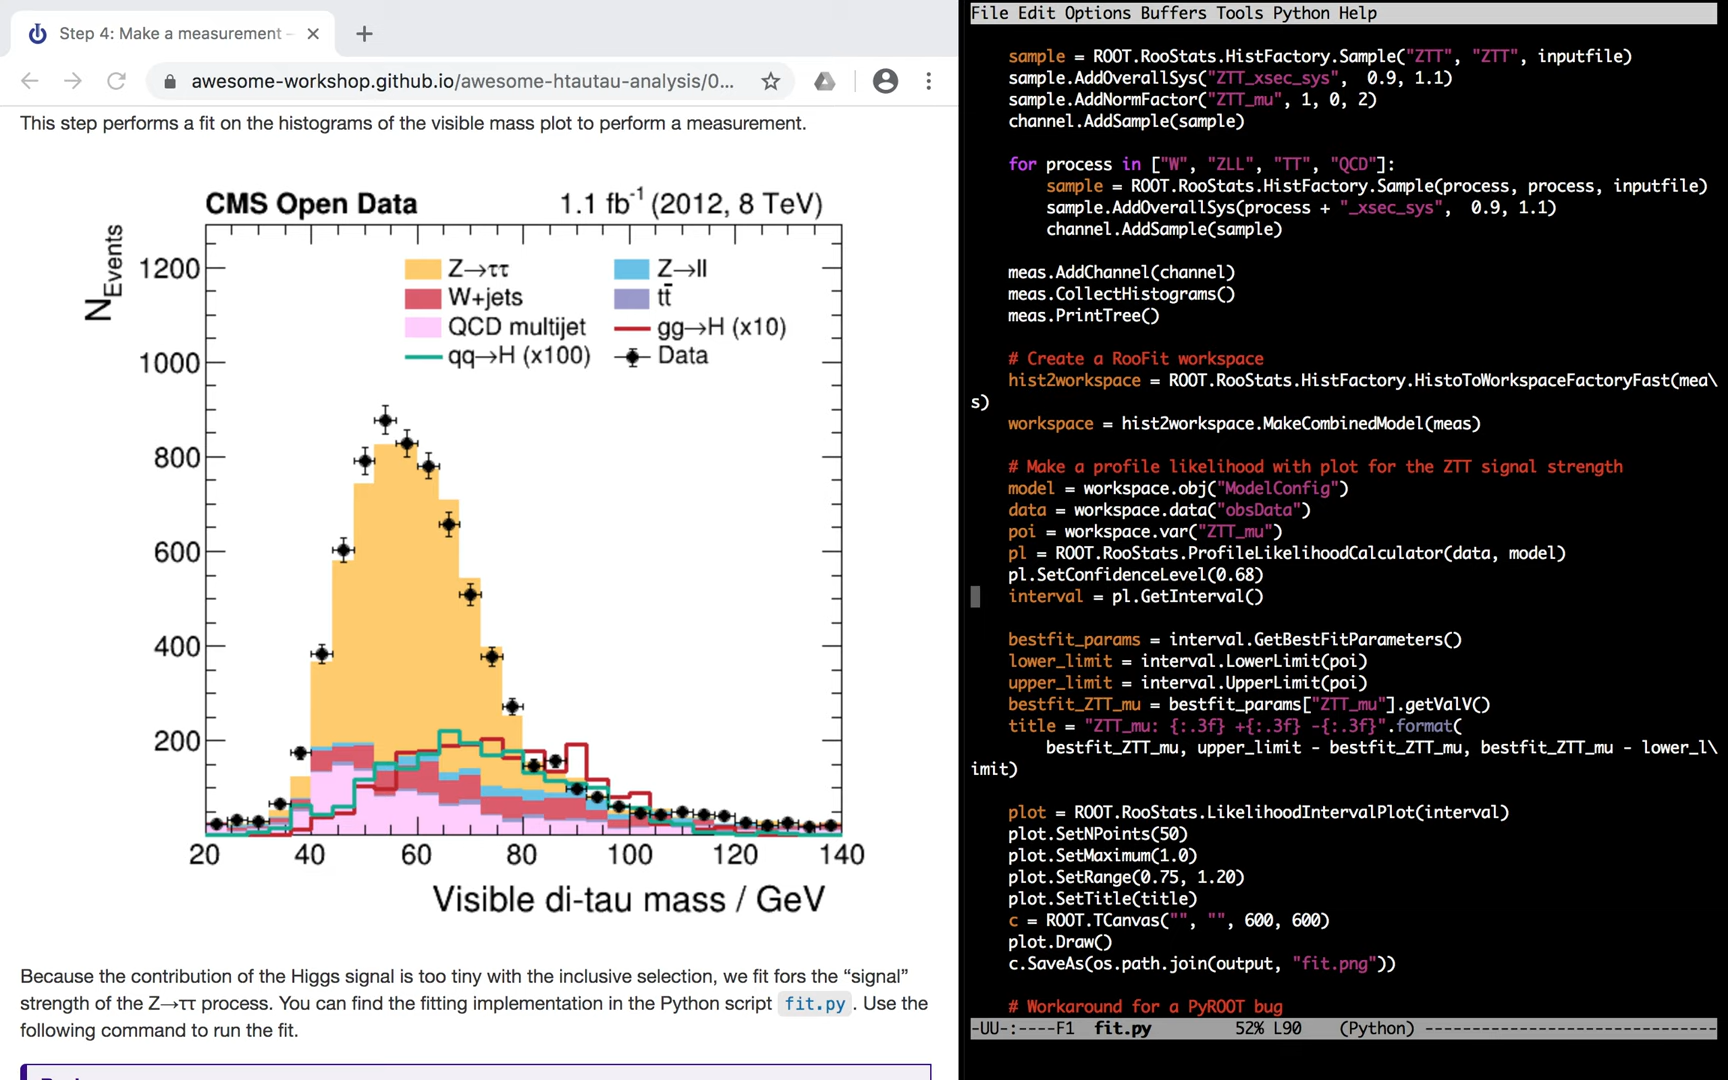 Step 4: Make a measurement –
awesome-workshop.github.io/awesome-htautau-analysis/0...
This step performs a fit on the histograms of the visible mass plot to perform a measurement.
CMS Open Data
1.1 fb-1 (2012, 8 TeV)
NEvents
1200
1000
800
600
400
200
Z→ττ
Z→ll
W+jets
tt̄
QCD multijet
gg→H (x10)
qq→H (x100)
Data
20 40 60 80 100 120 140
Visible di-tau mass / GeV
Because the contribution of the Higgs signal is too tiny with the inclusive selection, we fit fors the “signal”
strength of the Z→ττ process. You can find the fitting implementation in the Python script fit.py. Use the
following command to run the fit.
File Edit Options Buffers Tools Python Help
sample = ROOT.RooStats.HistFactory.Sample("ZTT", "ZTT", inputfile)
sample.AddOverallSys("ZTT_xsec_sys", 0.9, 1.1)
sample.AddNormFactor("ZTT_mu", 1, 0, 2)
channel.AddSample(sample)
for process in ["W", "ZLL", "TT", "QCD"]:
sample = ROOT.RooStats.HistFactory.Sample(process, process, inputfile)
sample.AddOverallSys(process + "_xsec_sys", 0.9, 1.1)
channel.AddSample(sample)
meas.AddChannel(channel)
meas.CollectHistograms()
meas.PrintTree()
# Create a RooFit workspace
hist2workspace = ROOT.RooStats.HistFactory.HistoToWorkspaceFactoryFast(mea\
s)
workspace = hist2workspace.MakeCombinedModel(meas)
# Make a profile likelihood with plot for the ZTT signal strength
model = workspace.obj("ModelConfig")
data = workspace.data("obsData")
poi = workspace.var("ZTT_mu")
pl = ROOT.RooStats.ProfileLikelihoodCalculator(data, model)
pl.SetConfidenceLevel(0.68)
interval = pl.GetInterval()
bestfit_params = interval.GetBestFitParameters()
lower_limit = interval.LowerLimit(poi)
upper_limit = interval.UpperLimit(poi)
bestfit_ZTT_mu = bestfit_params["ZTT_mu"].getValV()
title = "ZTT_mu: {:.3f} +{:.3f} -{:.3f}".format(
bestfit_ZTT_mu, upper_limit - bestfit_ZTT_mu, bestfit_ZTT_mu - lower_l\
imit)
plot = ROOT.RooStats.LikelihoodIntervalPlot(interval)
plot.SetNPoints(50)
plot.SetMaximum(1.0)
plot.SetRange(0.75, 1.20)
plot.SetTitle(title)
c = ROOT.TCanvas("", "", 600, 600)
plot.Draw()
c.SaveAs(os.path.join(output, "fit.png"))
# Workaround for a PyROOT bug
-UU-:----F1 fit.py 52% L90 (Python) -------------------------------